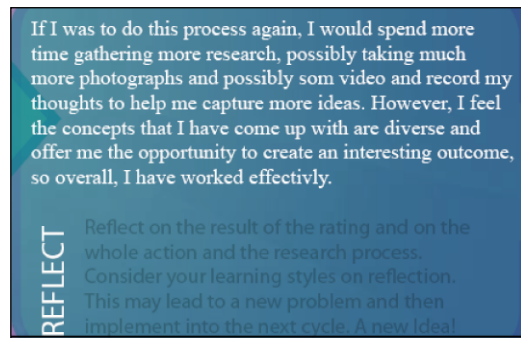 If I was to do this process again, I would spend more
time gathering more research, possibly taking much
more photographs and possibly som video and record my
thoughts to help me capture more ideas. However, I feel
the concepts that I have come up with are diverse and
offer me the opportunity to create an interesting outcome,
so overall, I have worked effectivly.
REFLECT
Reflect on the result of the rating and on the
whole action and the research process.
Consider your learning styles on reflection.
This may lead to a new problem and then
implement into the next cycle. A new Idea!